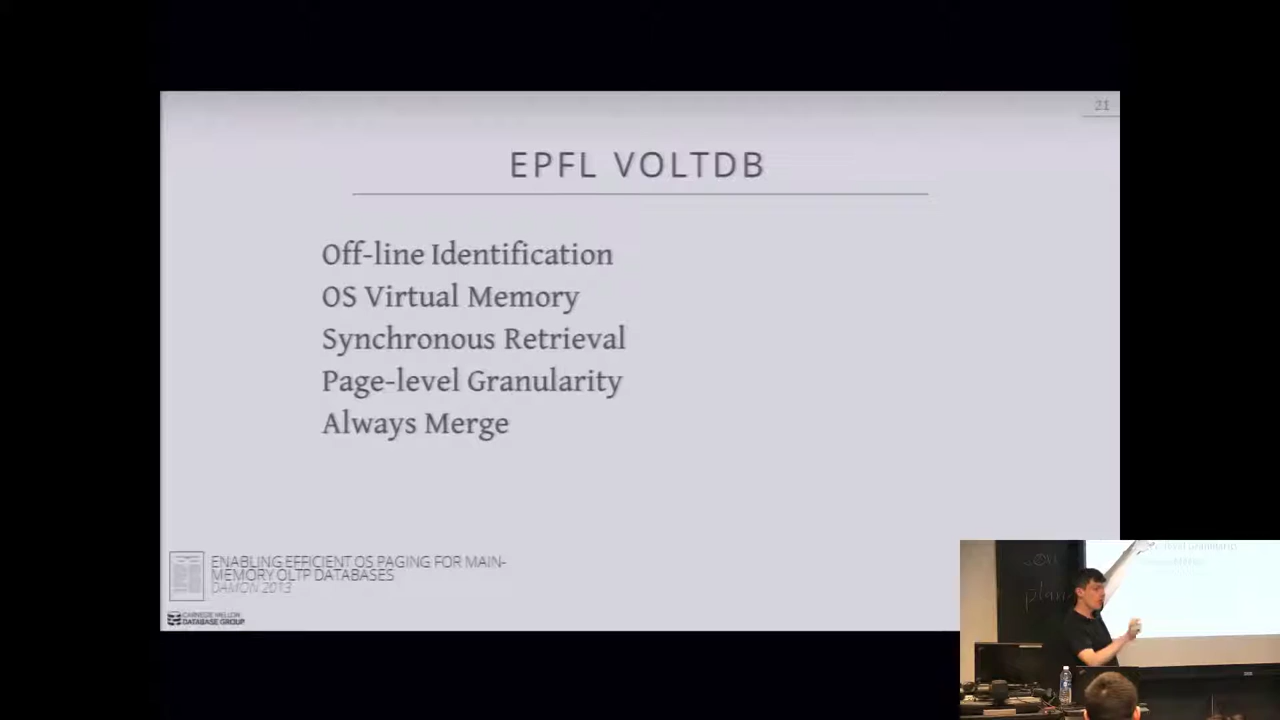 21
EPFL VOLTDB
Off-line Identification
OS Virtual Memory
Synchronous Retrieval
Page-level Granularity
Always Merge
ENABLING EFFICIENT OS PAGING FOR MAIN-
MEMORY OLTP DATABASES
DAMON 2013
CARNEGIE MELLON
DATABASE GROUP